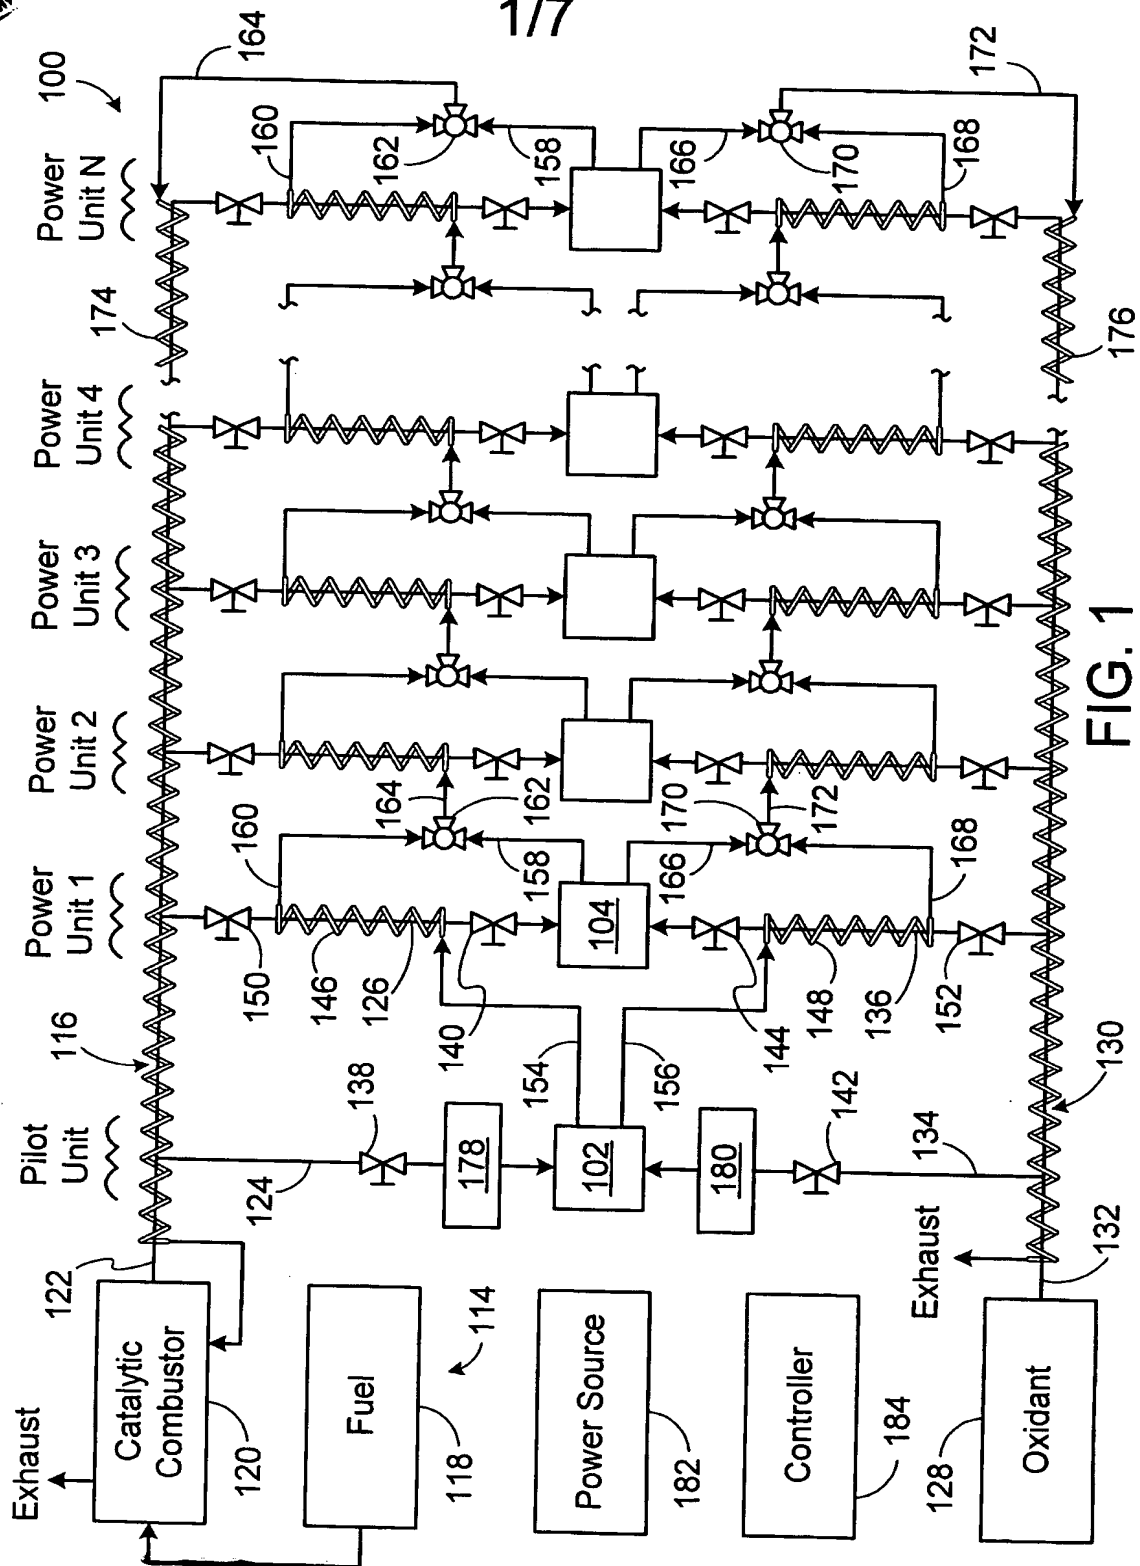 1/7
100
Pilot
Unit
Power
Unit 1
Power
Unit 2
Power
Unit 3
Power
Unit 4
Power
Unit N
Exhaust
Catalytic
Combustor
120
122
116
174
164
124
138
178
150
146
126
140
160
164
162
158
160
162
158
Fuel
118
114
Power Source
182
102
154
156
104
166
170
172
168
166
170
168
172
Controller
184
180
142
134
144
148
136
152
Exhaust
Oxidant
128
132
130
176
FIG. 1